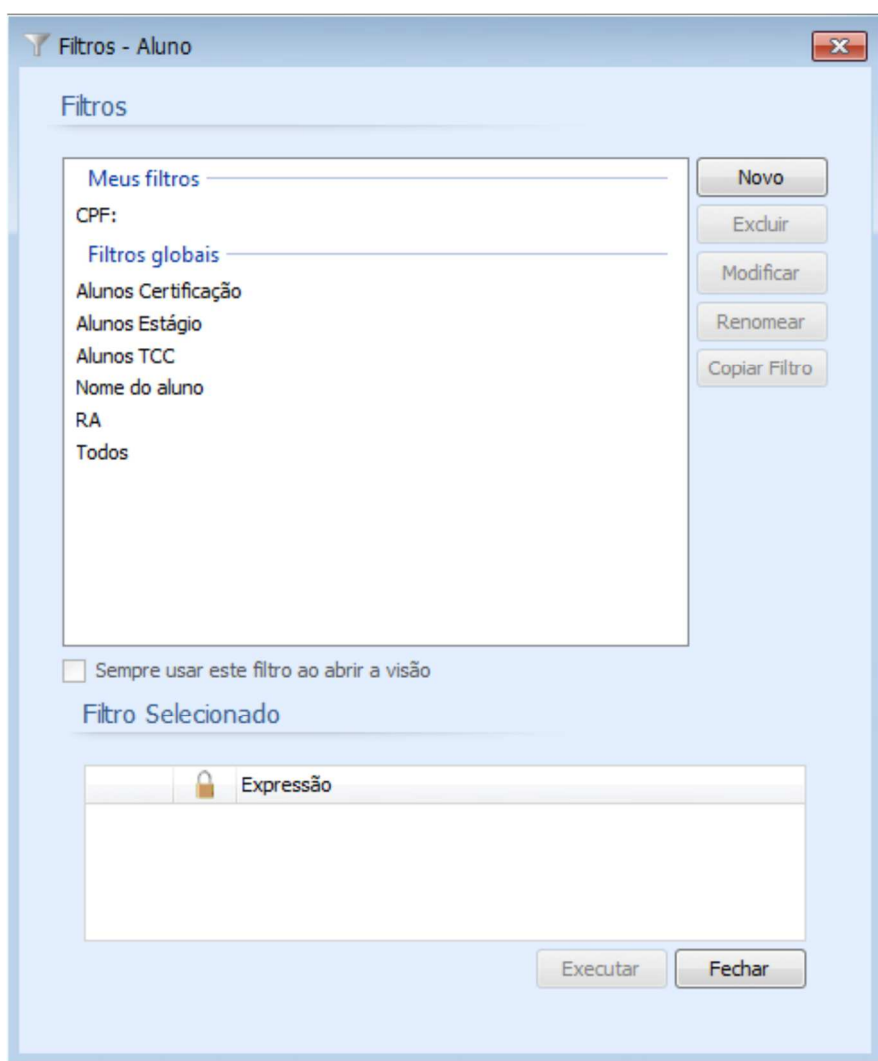 Filtros - Aluno
Filtros
Meus filtros
CPF:
Filtros globais
Alunos Certificação
Alunos Estágio
Alunos TCC
Nome do aluno
RA
Todos
Novo
Excluir
Modificar
Renomear
Copiar Filtro
Sempre usar este filtro ao abrir a visão
Filtro Selecionado
Expressão
Executar
Fechar